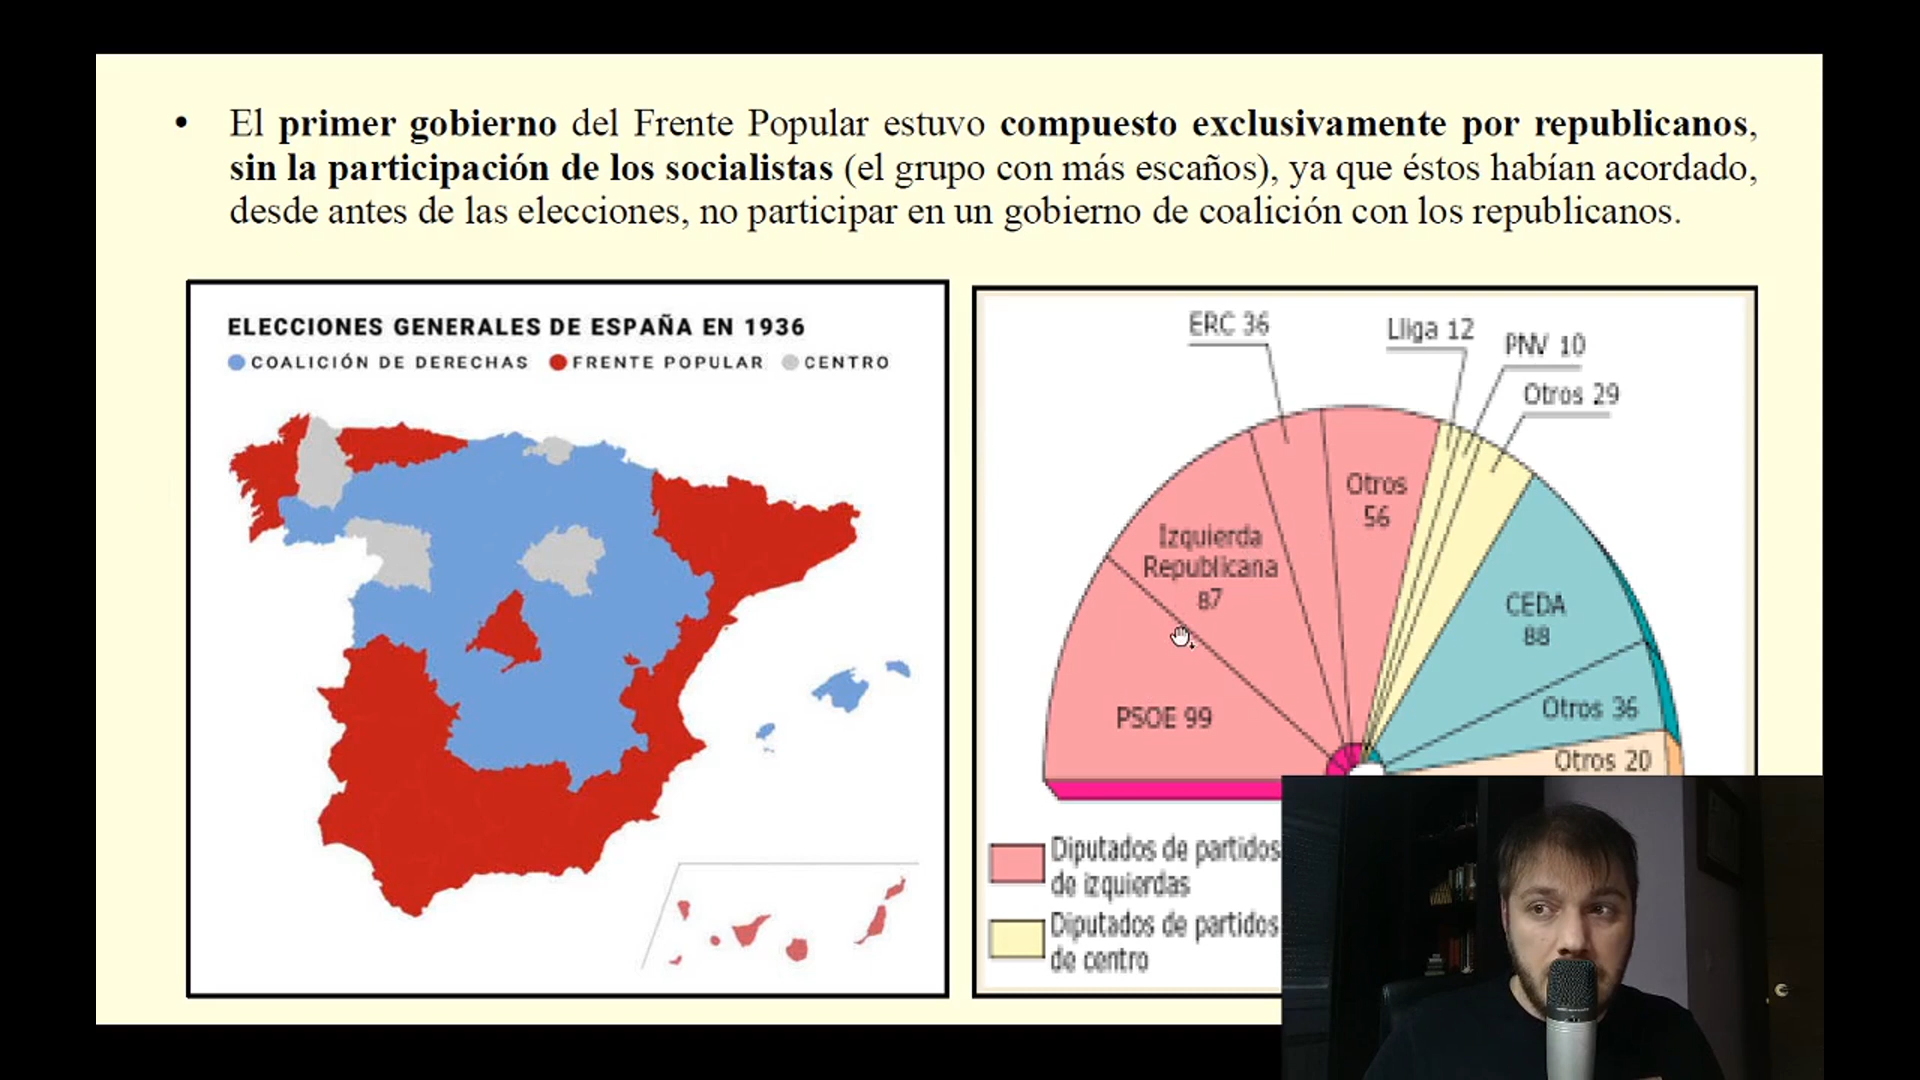 • El primer gobierno del Frente Popular estuvo compuesto exclusivamente por republicanos,
sin la participación de los socialistas (el grupo con más escaños), ya que éstos habían acordado,
desde antes de las elecciones, no participar en un gobierno de coalición con los republicanos.
ELECCIONES GENERALES DE ESPAÑA EN 1936
COALICIÓN DE DERECHAS FRENTE POPULAR CENTRO
ERC 36
Lliga 12
PNV 10
Otros 29
Otros
56
Izquierda
Republicana
87
CEDA
88
PSOE 99
Otros 36
Otros 20
Diputados de partidos
de izquierdas
Diputados de partidos
de centro